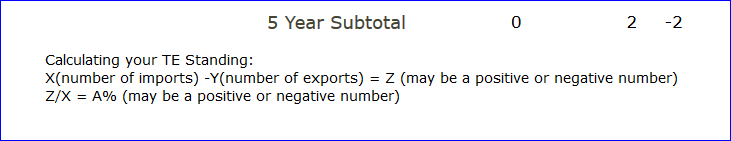 5 Year Subtotal 0 2 -2
Calculating your TE Standing:
X(number of imports) -Y(number of exports) = Z (may be a positive or negative number)
Z/X = A% (may be a positive or negative number)